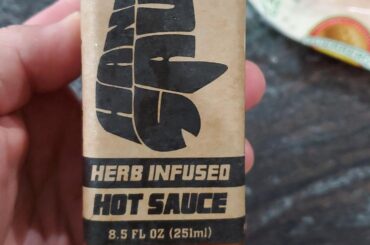 HERB INFUSED
HOT SAUCE
8.5 FL OZ (251ml)